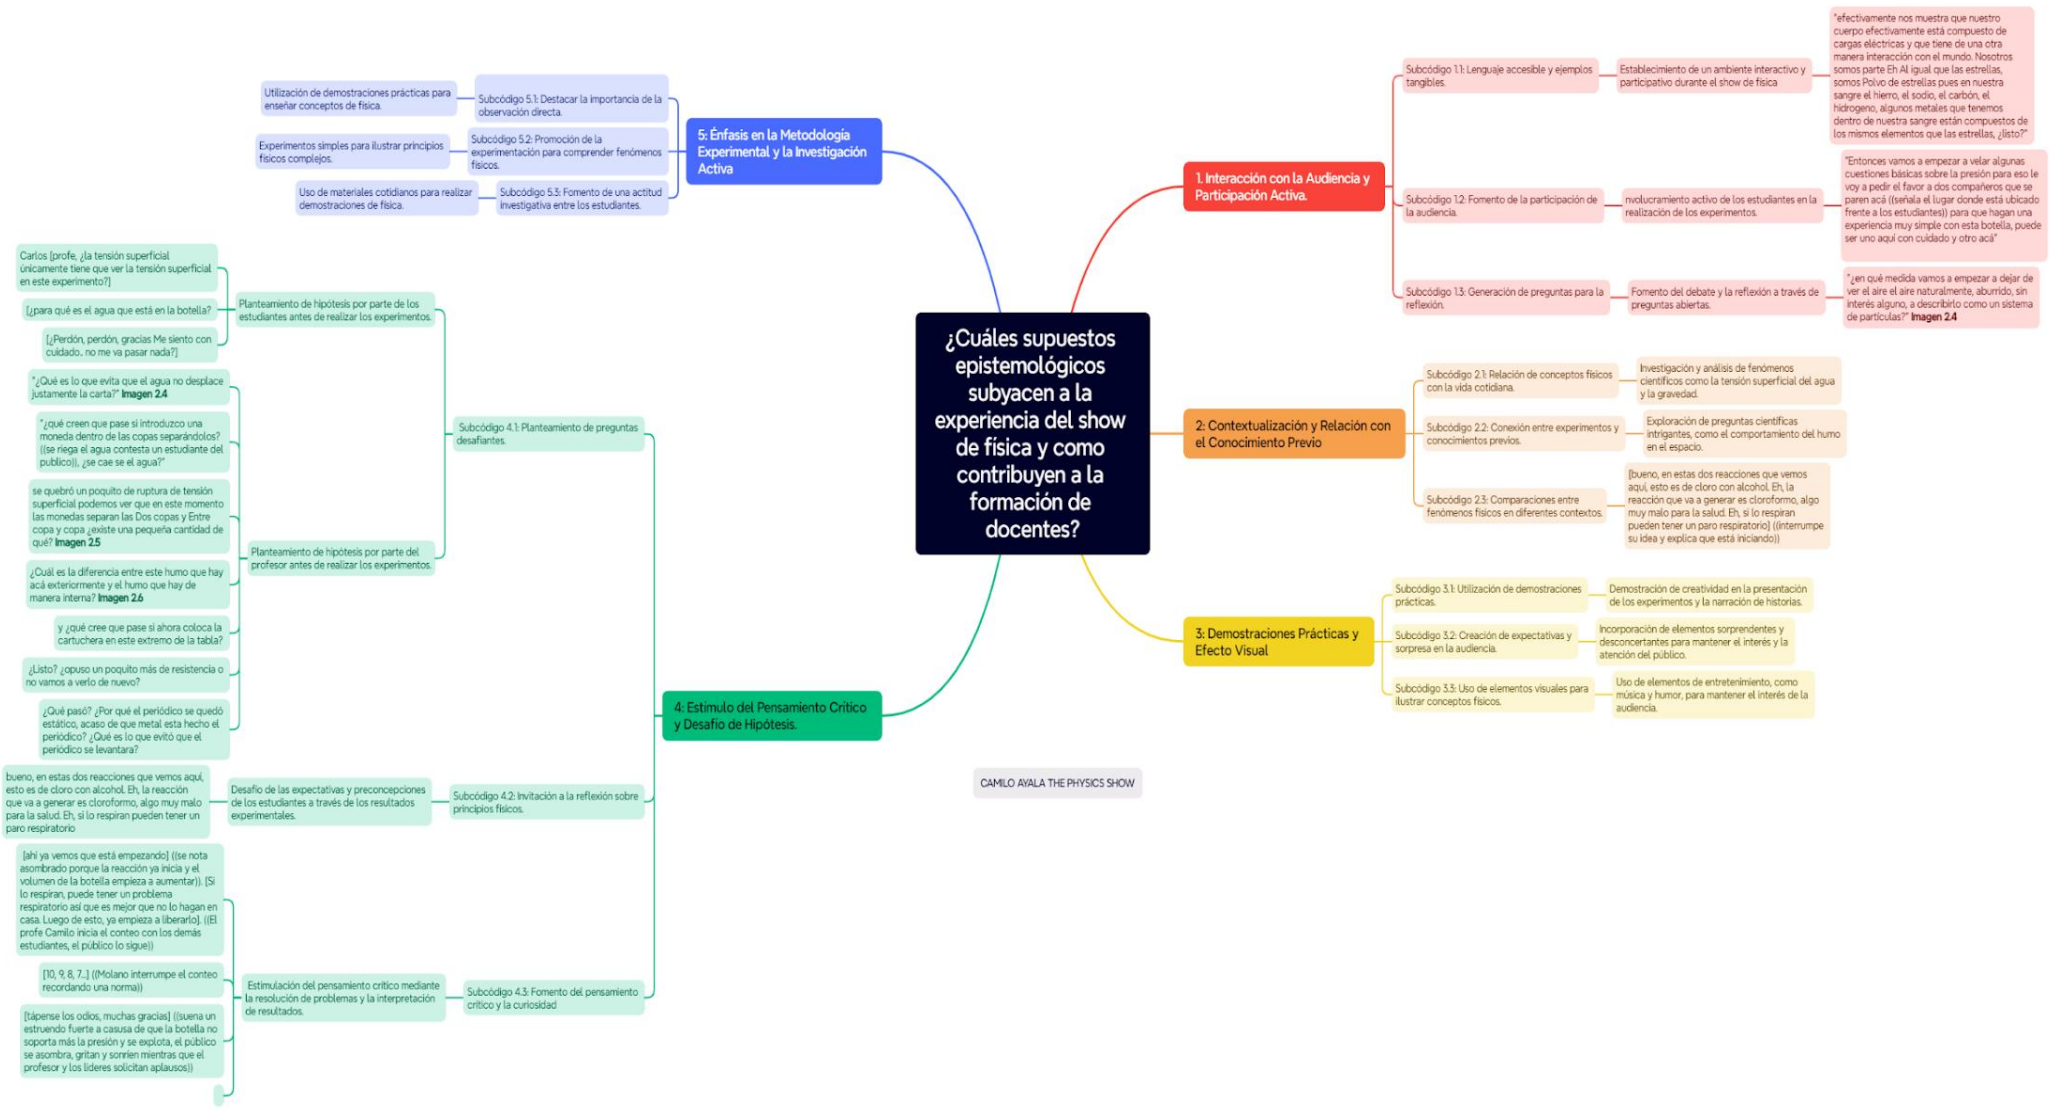 ¿Cuáles supuestos
epistemológicos
subyacen a la
experiencia del show
de física y como
contribuyen a la
formación de
docentes?
1. Interacción con la Audiencia y
Participación Activa.
Subcódigo 1.1: Lenguaje accesible y ejemplos
tangibles.
Establecimiento de un ambiente interactivo y
participativo durante el show de física
"efectivamente nos muestra que nuestro
cuerpo efectivamente está compuesto de
cargas eléctricas y que tiene de una otra
manera interacción con el mundo. Nosotros
somos parte Eh Al igual que las estrellas,
somos Polvo de estrellas pues en nuestra
sangre el hierro, el sodio, el carbón, el
hidrogeno, algunos metales que tenemos
dentro de nuestra sangre están compuestos de
los mismos elementos que las estrellas, ¿listo?"
Subcódigo 1.2: Fomento de la participación de
la audiencia.
nvolucramiento activo de los estudiantes en la
realización de los experimentos.
"Entonces vamos a empezar a velar algunas
cuestiones básicas sobre la presión para eso le
voy a pedir el favor a dos compañeros que se
paren acá ((señala el lugar donde está ubicado
frente a los estudiantes)) para que hagan una
experiencia muy simple con esta botella, puede
ser uno aquí con cuidado y otro acá"
Subcódigo 1.3: Generación de preguntas para la
reflexión.
Fomento del debate y la reflexión a través de
preguntas abiertas.
"¿en qué medida vamos a empezar a dejar de
ver el aire el aire naturalmente, aburrido, sin
interés alguno, a describirlo como un sistema
de partículas?" Imagen 2.4
2: Contextualización y Relación con
el Conocimiento Previo
Subcódigo 2.1: Relación de conceptos físicos
con la vida cotidiana.
Investigación y análisis de fenómenos
científicos como la tensión superficial del agua
y la gravedad.
Subcódigo 2.2: Conexión entre experimentos y
conocimientos previos.
Exploración de preguntas científicas
intrigantes, como el comportamiento del humo
en el espacio.
Subcódigo 2.3: Comparaciones entre
fenómenos físicos en diferentes contextos.
[bueno, en estas dos reacciones que vemos
aquí, esto es de cloro con alcohol. Eh, la
reacción que va a generar es cloroformo, algo
muy malo para la salud. Eh, si lo respiran
pueden tener un paro respiratorio] ((interrumpe
su idea y explica que está iniciando))
3: Demostraciones Prácticas y
Efecto Visual
Subcódigo 3.1: Utilización de demostraciones
prácticas.
Demostración de creatividad en la presentación
de los experimentos y la narración de historias.
Subcódigo 3.2: Creación de expectativas y
sorpresa en la audiencia.
Incorporación de elementos sorprendentes y
desconcertantes para mantener el interés y la
atención del público.
Subcódigo 3.3: Uso de elementos visuales para
ilustrar conceptos físicos.
Uso de elementos de entretenimiento, como
música y humor, para mantener el interés de la
audiencia.
4: Estímulo del Pensamiento Crítico
y Desafío de Hipótesis.
Subcódigo 4.1: Planteamiento de preguntas
desafiantes.
Planteamiento de hipótesis por parte de los
estudiantes antes de realizar los experimentos.
Carlos [profe, ¿la tensión superficial
únicamente tiene que ver la tensión superficial
en este experimento?]
[¿para qué es el agua que está en la botella?
[¿Perdón, perdón, gracias Me siento con
cuidado.. no me va pasar nada?]
Planteamiento de hipótesis por parte del
profesor antes de realizar los experimentos.
"¿Qué es lo que evita que el agua no desplace
justamente la carta?" Imagen 2.4
"¿qué creen que pase si introduzco una
moneda dentro de las copas separándolos?
((se riega el agua contesta un estudiante del
publico)), ¿se cae se el agua?"
se quebró un poquito de ruptura de tensión
superficial podemos ver que en este momento
las monedas separan las Dos copas y Entre
copa y copa ¿existe una pequeña cantidad de
qué? Imagen 2.5
¿Cuál es la diferencia entre este humo que hay
acá exteriormente y el humo que hay de
manera interna? Imagen 2.6
y ¿qué cree que pase si ahora coloca la
cartuchera en este extremo de la tabla?
¿Listo? ¿opuso un poquito más de resistencia o
no vamos a verlo de nuevo?
¿Qué pasó? ¿Por qué el periódico se quedó
estático, acaso de que metal esta hecho el
periódico? ¿Qué es lo que evitó que el
periódico se levantara?
Subcódigo 4.2: Invitación a la reflexión sobre
principios físicos.
Desafío de las expectativas y preconcepciones
de los estudiantes a través de los resultados
experimentales.
bueno, en estas dos reacciones que vemos aquí,
esto es de cloro con alcohol. Eh, la reacción
que va a generar es cloroformo, algo muy malo
para la salud. Eh, si lo respiran pueden tener un
paro respiratorio
Subcódigo 4.3: Fomento del pensamiento
crítico y la curiosidad
Estimulación del pensamiento crítico mediante
la resolución de problemas y la interpretación
de resultados.
[ahí ya vemos que está empezando] ((se nota
asombrado porque la reacción ya inicia y el
volumen de la botella empieza a aumentar)). [Si
lo respiran, puede tener un problema
respiratorio así que es mejor que no lo hagan en
casa. Luego de esto, ya empieza a liberarlo]. ((El
profe Camilo inicia el conteo con los demás
estudiantes, el público lo sigue))
[10, 9, 8, 7...] ((Molano interrumpe el conteo
recordando una norma))
[tápense los odios, muchas gracias] ((suena un
estruendo fuerte a casusa de que la botella no
soporta más la presión y se explota, el público
se asombra, gritan y sonríen mientras que el
profesor y los líderes solicitan aplausos))
5: Énfasis en la Metodología
Experimental y la Investigación
Activa
Subcódigo 5.1: Destacar la importancia de la
observación directa.
Utilización de demostraciones prácticas para
enseñar conceptos de física.
Subcódigo 5.2: Promoción de la
experimentación para comprender fenómenos
físicos.
Experimentos simples para ilustrar principios
físicos complejos.
Subcódigo 5.3: Fomento de una actitud
investigativa entre los estudiantes.
Uso de materiales cotidianos para realizar
demostraciones de física.
CAMILO AYALA THE PHYSICS SHOW